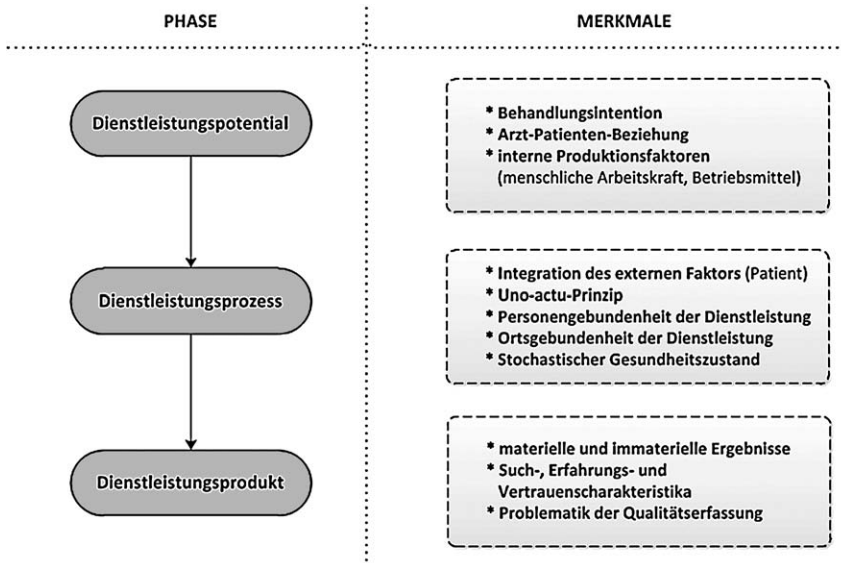 PHASE
MERKMALE
Dienstleistungspotential
* Behandlungsintention
* Arzt-Patienten-Beziehung
* interne Produktionsfaktoren
(menschliche Arbeitskraft, Betriebsmittel)
Dienstleistungsprozess
* Integration des externen Faktors (Patient)
* Uno-actu-Prinzip
* Personengebundenheit der Dienstleistung
* Ortsgebundenheit der Dienstleistung
* Stochastischer Gesundheitszustand
Dienstleistungsprodukt
* materielle und immaterielle Ergebnisse
* Such-, Erfahrungs- und
Vertrauenscharakteristika
* Problematik der Qualitätserfassung